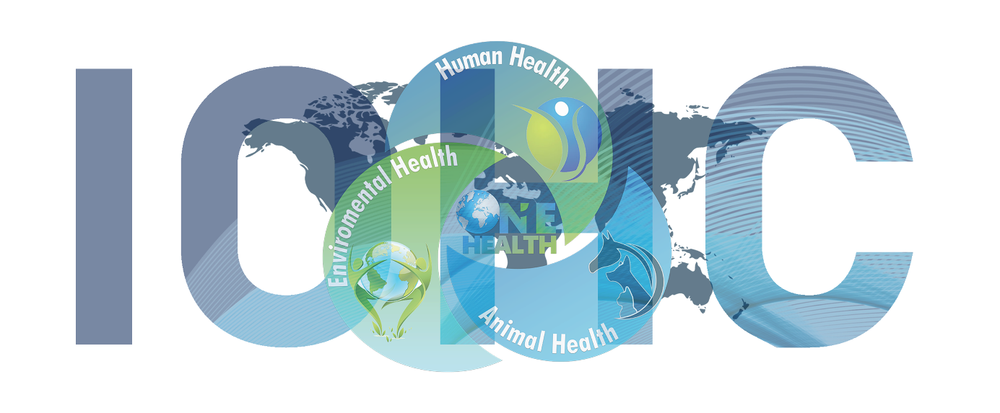 IOHC
Human Health
Enviromental Health
ONE
HEALTH
Animal Health